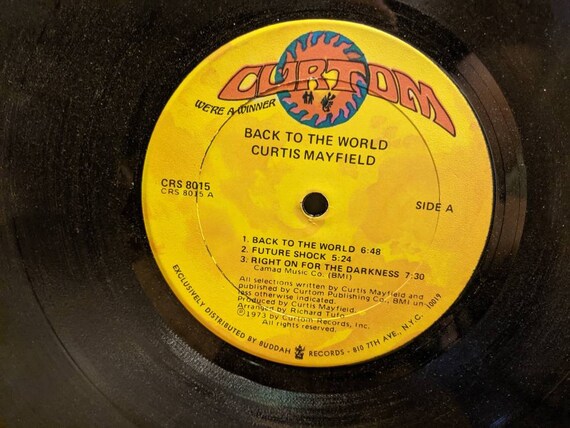 CURTOM
WE'RE A WINNER
BACK TO THE WORLD
CURTIS MAYFIELD
CRS 8015
CRS 8015 A
SIDE A
1. BACK TO THE WORLD 6:48
2. FUTURE SHOCK 5:24
3. RIGHT ON FOR THE DARKNESS 7:30
Camad Music Co. (BMI)
All selections written by Curtis Mayfield and
published by Curtom Publishing Co., BMI un-
less otherwise indicated.
Produced by Curtis Mayfield
Arranged by Richard Tufo
℗ 1973 by Curtom Records, Inc.
All rights reserved.
EXCLUSIVELY DISTRIBUTED BY BUDDAH RECORDS - 810 7TH AVE., N.Y.C. 10019